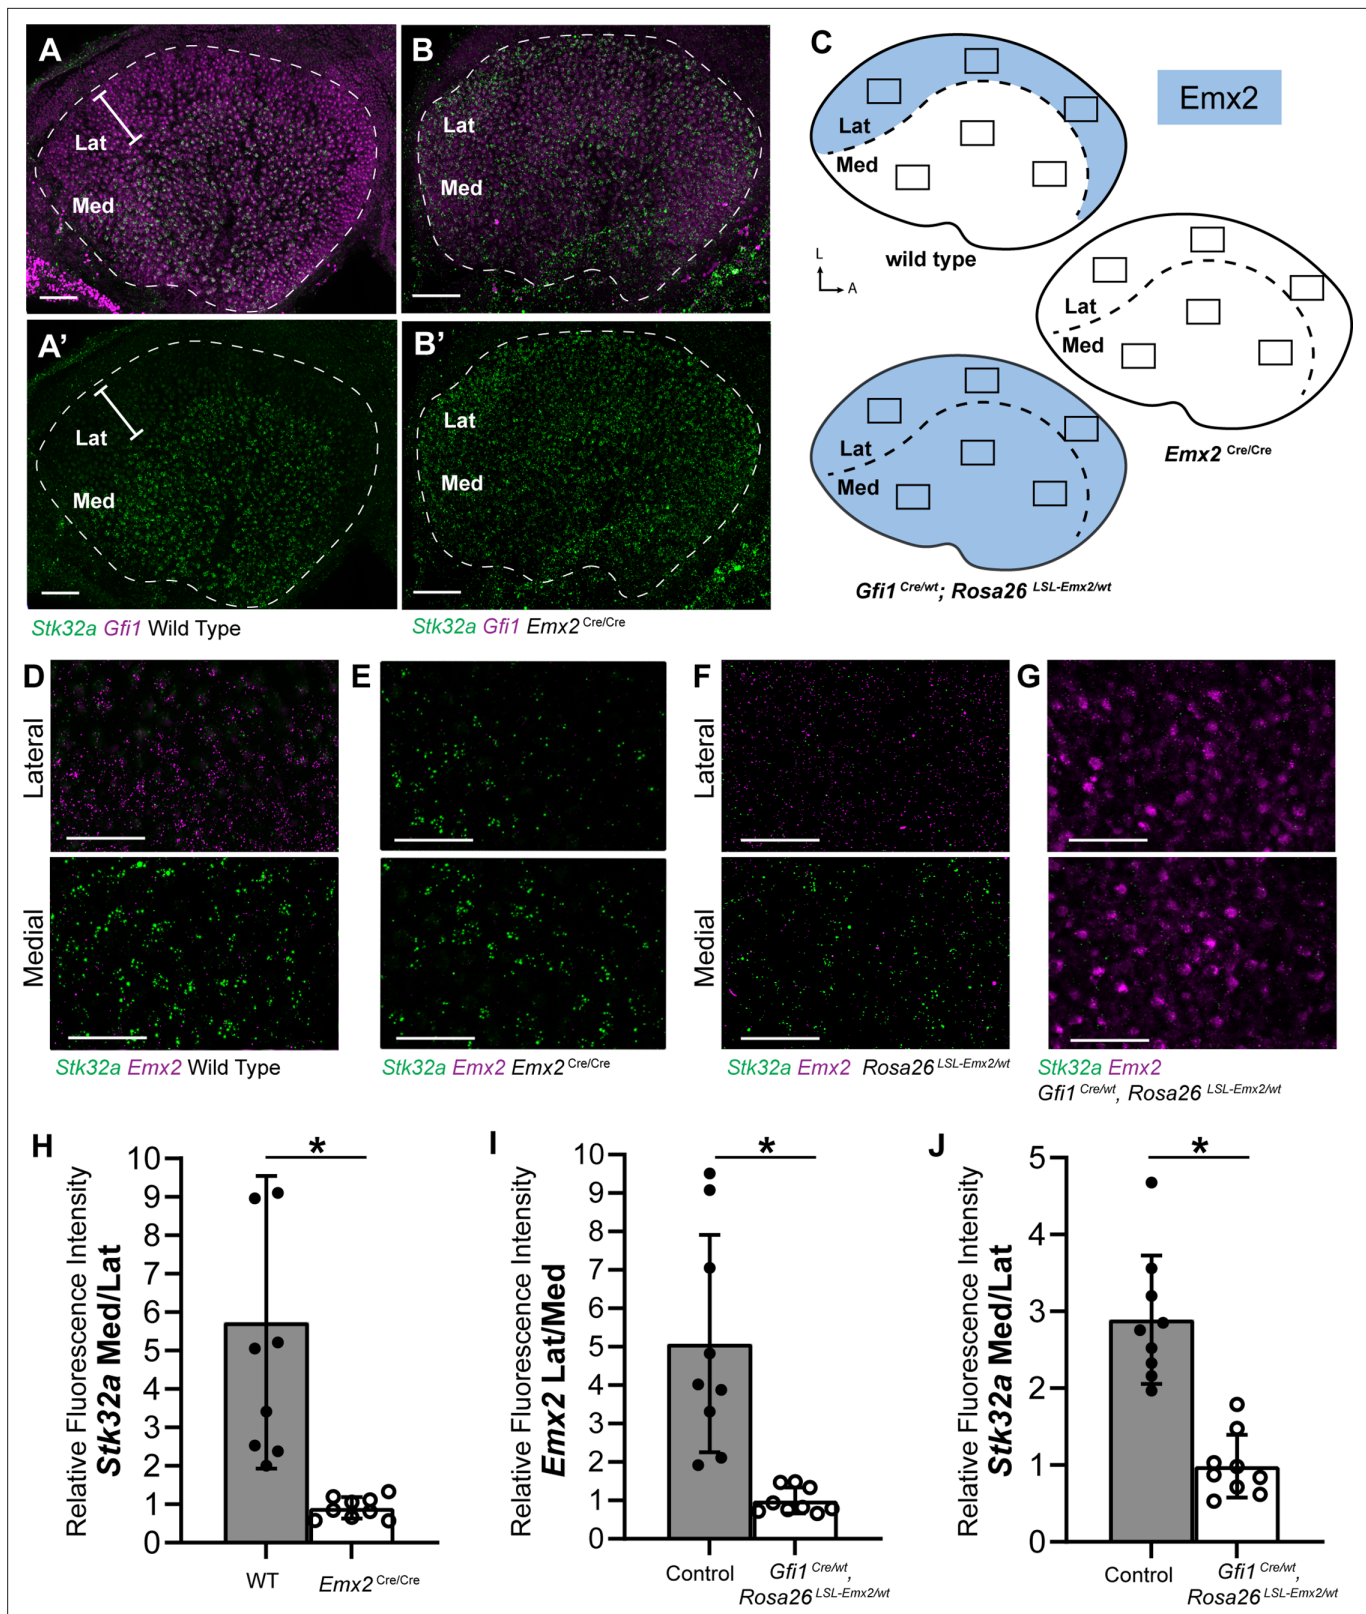 A
Lat
Med
B
Lat
Med
C
Emx2
Lat
Med
wild type
L
A
Lat
Med
Emx2 Cre/Cre
Lat
Med
Gfi1 Cre/wt; Rosa26 LSL-Emx2/wt
A'
Lat
Med
B'
Lat
Med
Stk32a Gfi1 Wild Type
Stk32a Gfi1 Emx2 Cre/Cre
D
E
F
G
Lateral
Medial
Stk32a Emx2 Wild Type
Stk32a Emx2 Emx2 Cre/Cre
Stk32a Emx2 Rosa26 LSL-Emx2/wt
Stk32a Emx2
Gfi1 Cre/wt, Rosa26 LSL-Emx2/wt
H
Relative Fluorescence Intensity
Stk32a Med/Lat
10
9
8
7
6
5
4
3
2
1
0
*
WT
Emx2 Cre/Cre
I
Relative Fluorescence Intensity
Emx2 Lat/Med
10
9
8
7
6
5
4
3
2
1
0
*
Control
Gfi1 Cre/wt,
Rosa26 LSL-Emx2/wt
J
Relative Fluorescence Intensity
Stk32a Med/Lat
5
4
3
2
1
0
*
Control
Gfi1 Cre/wt,
Rosa26 LSL-Emx2/wt